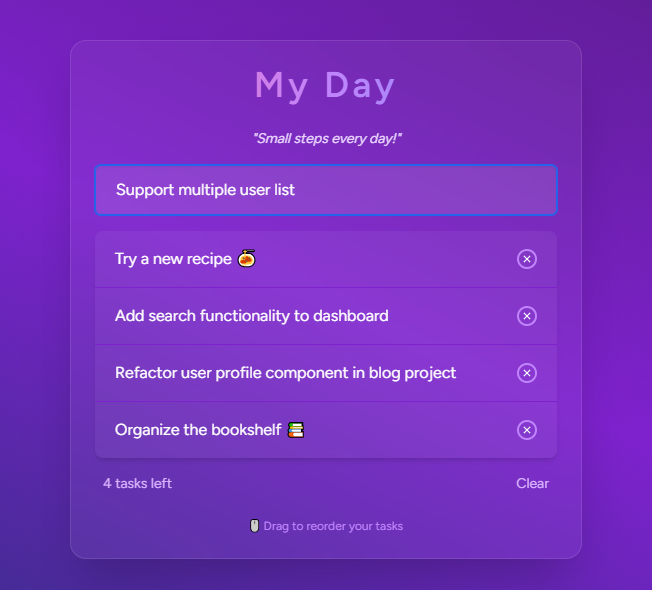 My Day
"Small steps every day!"
Support multiple user list
Try a new recipe 🍝
Add search functionality to dashboard
Refactor user profile component in blog project
Organize the bookshelf 📚
4 tasks left
Clear
🖱️ Drag to reorder your tasks